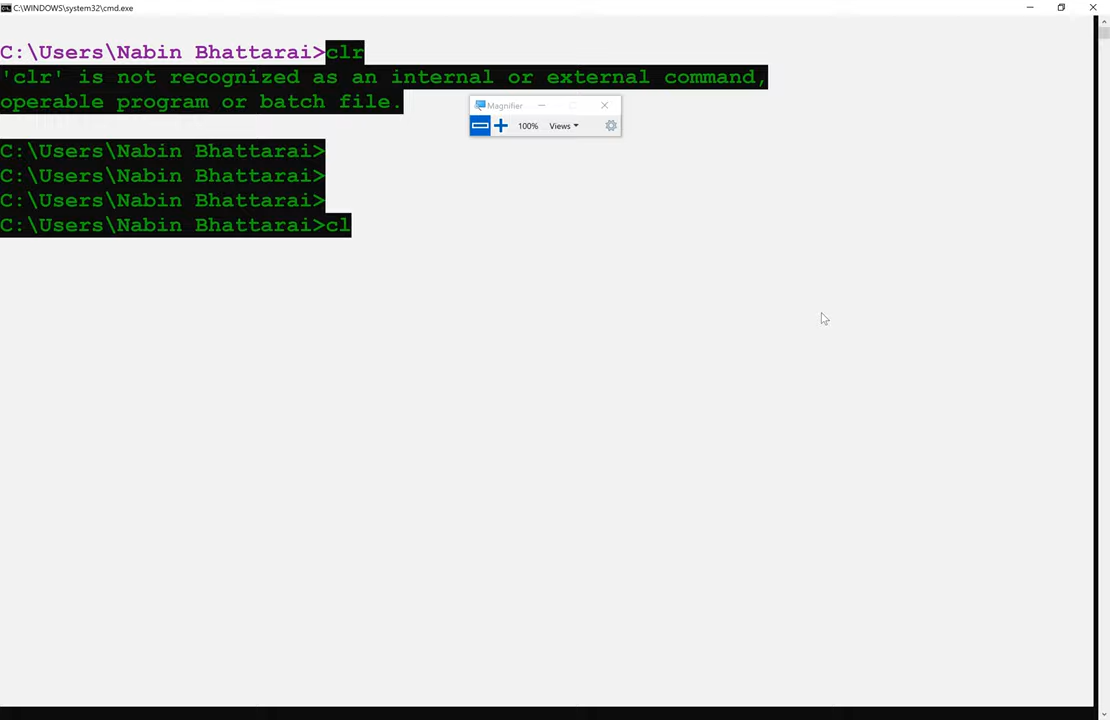 C:\WINDOWS\system32\cmd.exe
C:\Users\Nabin Bhattarai>clr
'clr' is not recognized as an internal or external command,
operable program or batch file.
Magnifier
100% Views
C:\Users\Nabin Bhattarai>
C:\Users\Nabin Bhattarai>
C:\Users\Nabin Bhattarai>
C:\Users\Nabin Bhattarai>cl